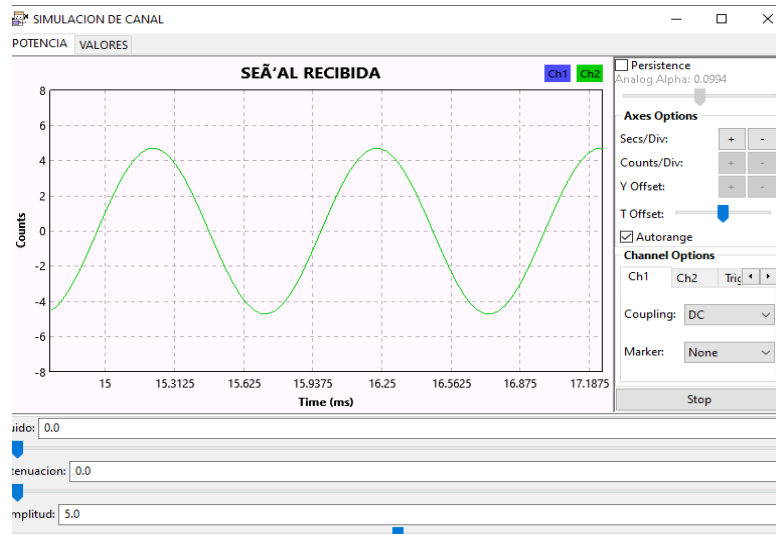 SIMULACION DE CANAL
POTENCIA VALORES
SEÃ‘AL RECIBIDA
Ch1 Ch2
8
6
4
2
0
-2
-4
-6
-8
Counts
15 15.3125 15.625 15.9375 16.25 16.5625 16.875 17.1875
Time (ms)
Persistence
Analog Alpha: 0.0994
Axes Options
Secs/Div: + -
Counts/Div: + -
Y Offset: + -
T Offset:
Autorange
Channel Options
Ch1 Ch2 Trig
Coupling: DC
Marker: None
Stop
uido: 0.0
tenuacion: 0.0
mplitud: 5.0